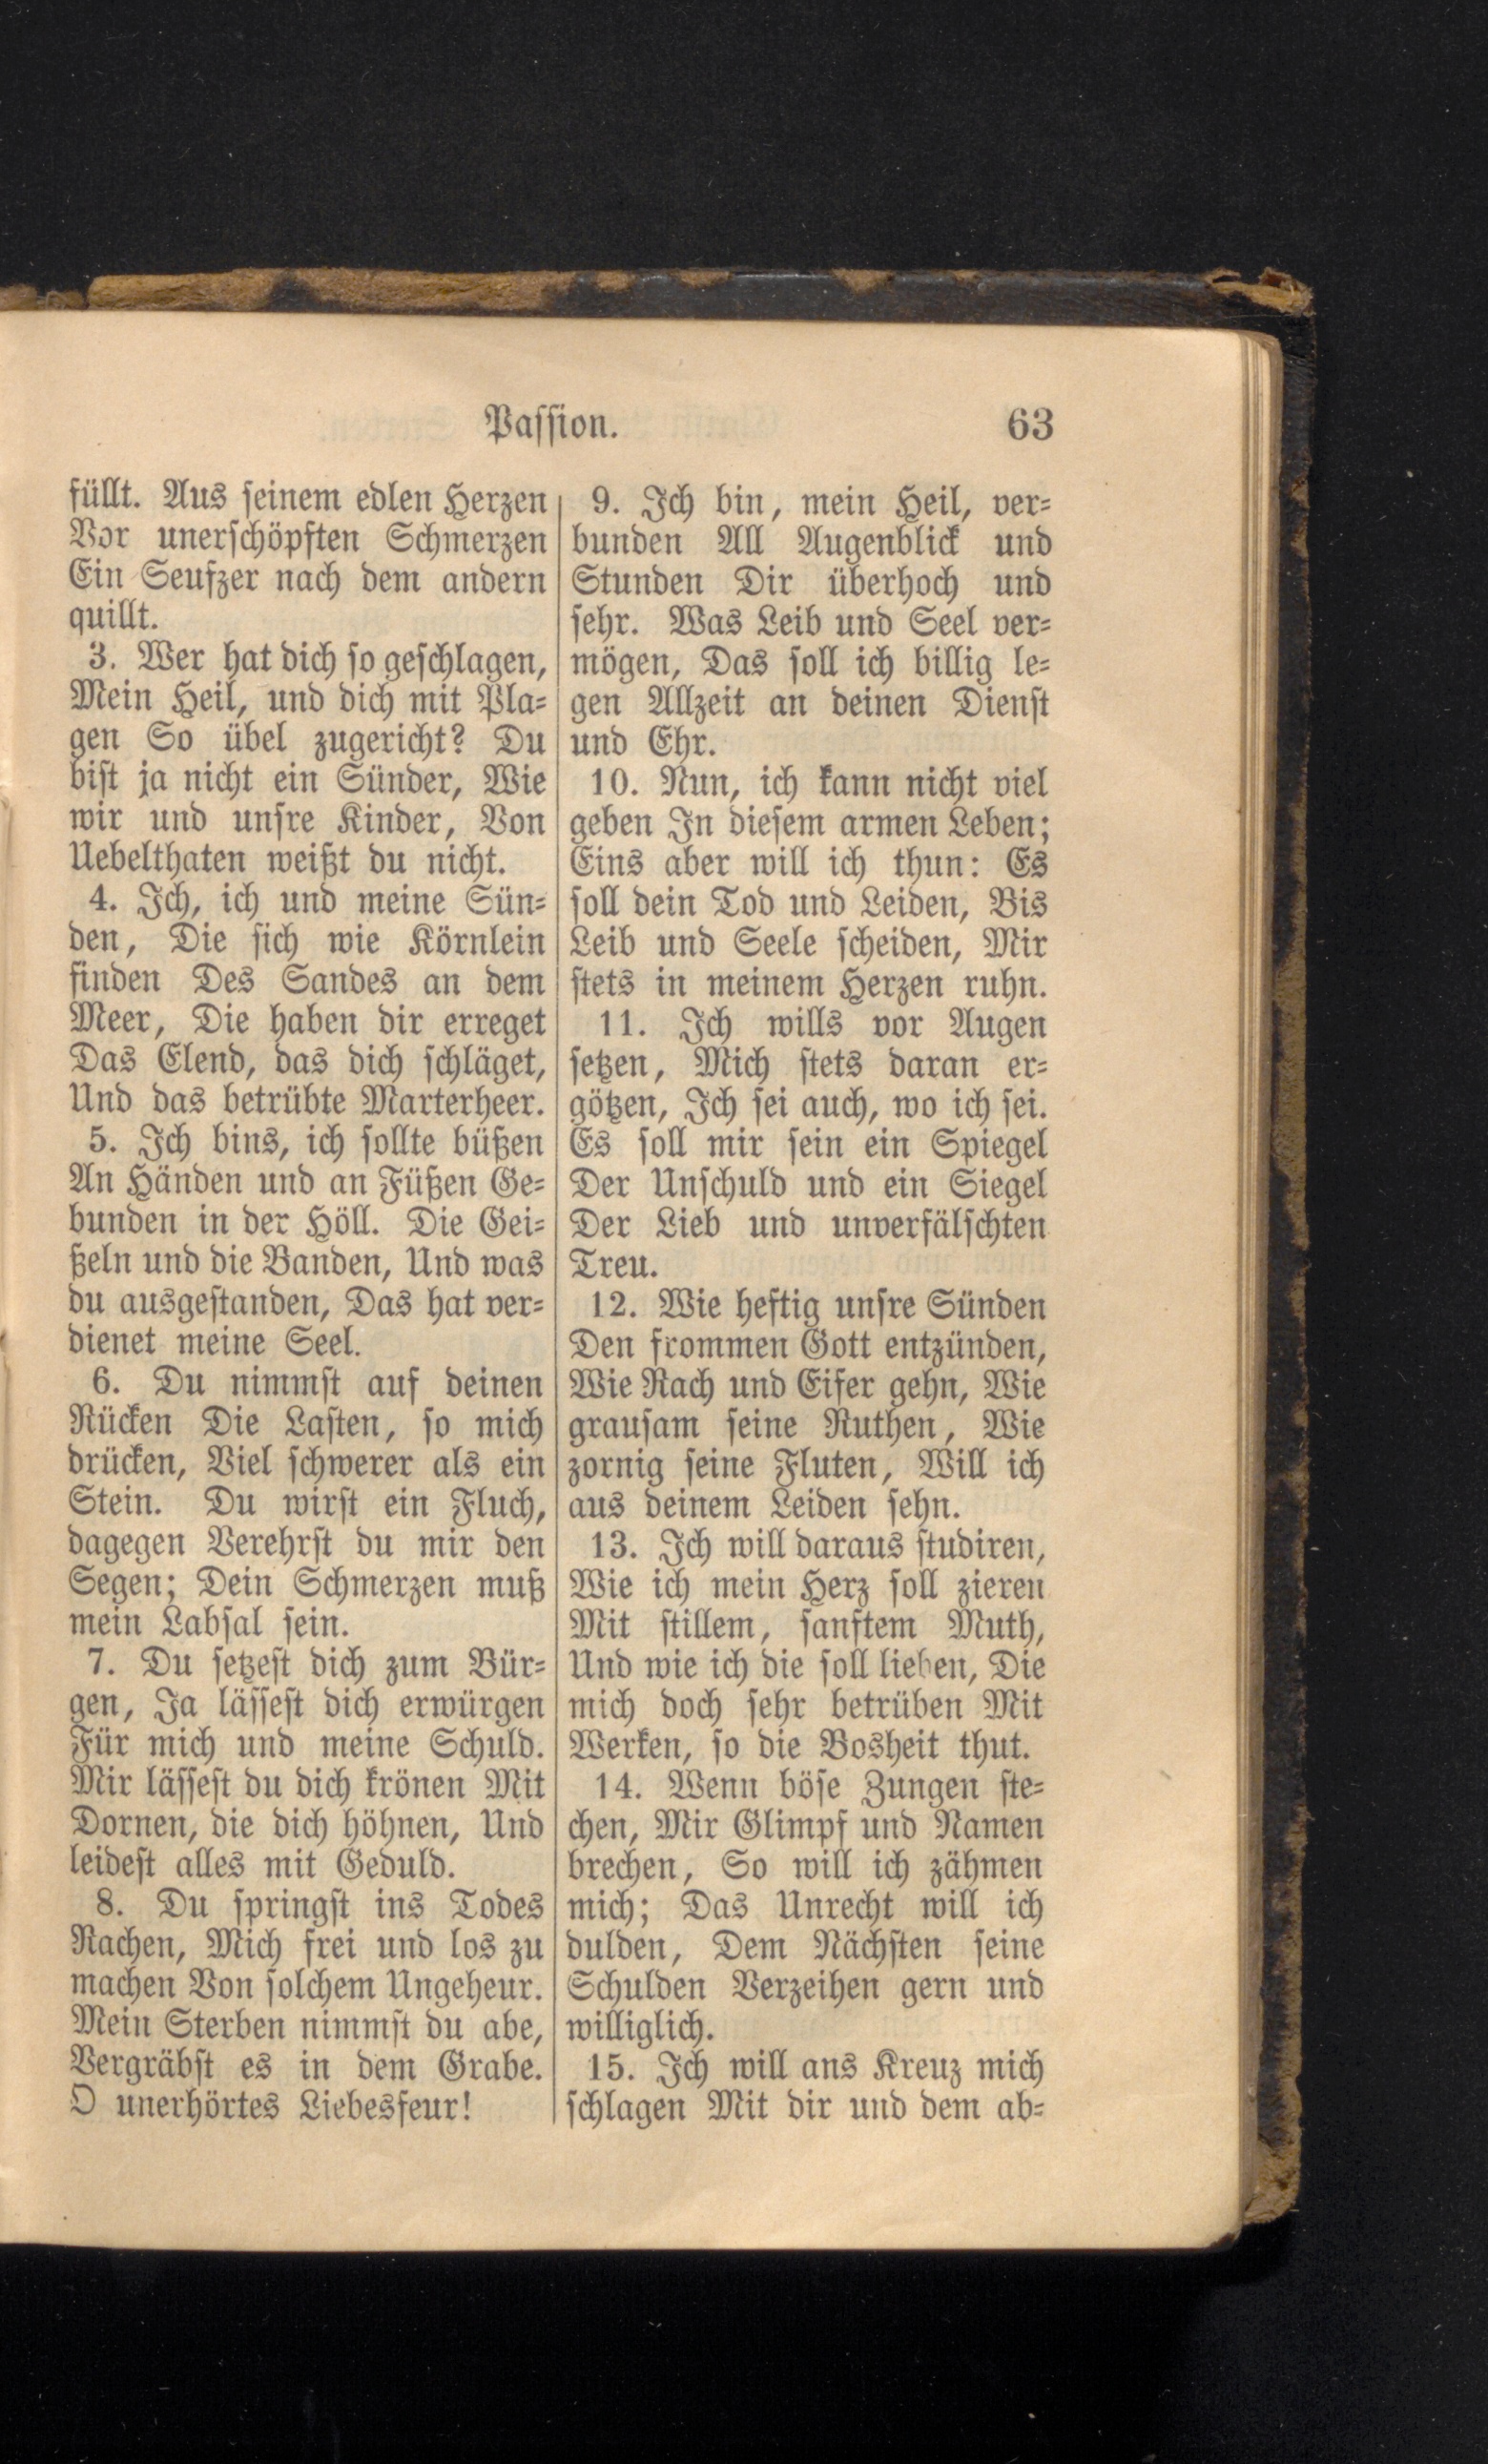 Passion.
63
füllt. Aus seinem edlen Herzen
Vor unerschöpften Schmerzen
Ein Seufzer nach dem andern
quillt.
3. Wer hat dich so geschlagen,
Mein Heil, und dich mit Pla-
gen So übel zugericht? Du
bist ja nicht ein Sünder, Wie
wir und unsre Kinder, Von
Uebelthaten weißt du nicht.
4. Ich, ich und meine Sün-
den, Die sich wie Körnlein
finden Des Sandes an dem
Meer, Die haben dir erreget
Das Elend, das dich schläget,
Und das betrübte Marterheer.
5. Ich bins, ich sollte büßen
An Händen und an Füßen Ge-
bunden in der Höll. Die Gei-
ßeln und die Banden, Und was
du ausgestanden, Das hat ver-
dienet meine Seel.
6. Du nimmst auf deinen
Rücken Die Lasten, so mich
drücken, Viel schwerer als ein
Stein. Du wirst ein Fluch,
dagegen Verehrst du mir den
Segen; Dein Schmerzen muß
mein Labsal sein.
7. Du setzest dich zum Bür-
gen, Ja lässest dich erwürgen
Für mich und meine Schuld.
Mir lässest du dich krönen Mit
Dornen, die dich höhnen, Und
leidest alles mit Geduld.
8. Du springst ins Todes
Rachen, Mich frei und los zu
machen Von solchem Ungeheur.
Mein Sterben nimmst du abe,
Vergräbst es in dem Grabe.
O unerhörtes Liebesfeur!
9. Ich bin, mein Heil, ver-
bunden All Augenblick und
Stunden Dir überhoch und
sehr. Was Leib und Seel ver-
mögen, Das soll ich billig le-
gen Allzeit an deinen Dienst
und Ehr.
10. Nun, ich kann nicht viel
geben In diesem armen Leben;
Eins aber will ich thun: Es
soll dein Tod und Leiden, Bis
Leib und Seele scheiden, Mir
stets in meinem Herzen ruhn.
11. Ich wills vor Augen
setzen, Mich stets daran er-
götzen, Ich sei auch, wo ich sei.
Es soll mir sein ein Spiegel
Der Unschuld und ein Siegel
Der Lieb und unverfälschten
Treu.
12. Wie heftig unsre Sünden
Den frommen Gott entzünden,
Wie Rach und Eifer gehn, Wie
grausam seine Ruthen, Wie
zornig seine Fluten, Will ich
aus deinem Leiden sehn.
13. Ich will daraus studiren,
Wie ich mein Herz soll zieren
Mit stillem, sanftem Muth,
Und wie ich die soll lieben, Die
mich doch sehr betrüben Mit
Werken, so die Bosheit thut.
14. Wenn böse Zungen ste-
chen, Mir Glimpf und Namen
brechen, So will ich zähmen
mich; Das Unrecht will ich
dulden, Dem Nächsten seine
Schulden Verzeihen gern und
williglich.
15. Ich will ans Kreuz mich
schlagen Mit dir und dem ab-